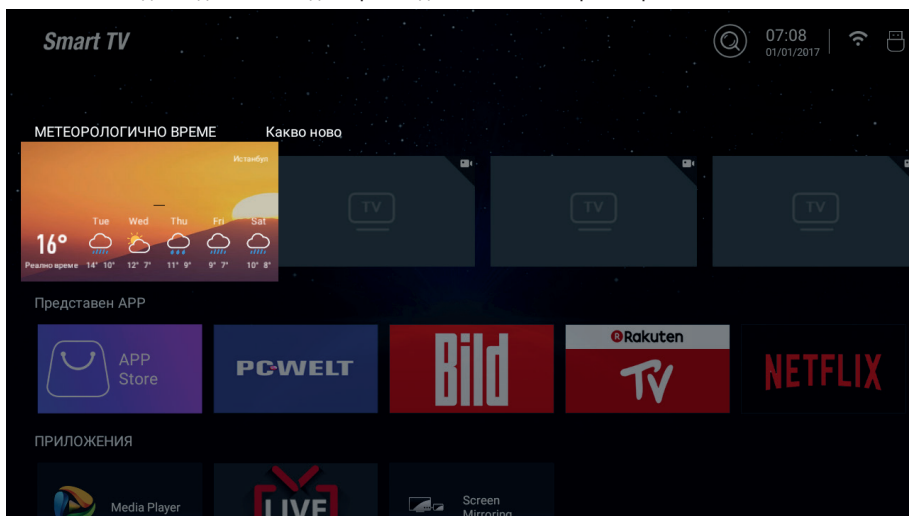 Smart TV
07:08
01/01/2017
МЕТЕОРОЛОГИЧНО ВРЕМЕ
Какво ново
Истанбул
Tue Wed Thu Fri Sat
16°
Реално време 14° 10° 12° 7° 11° 9° 9° 7° 10° 8°
TV
TV
TV
Представен APP
APP
Store
PCWELT
Bild
Rakuten
TV
NETFLIX
ПРИЛОЖЕНИЯ
Media Player
LIVE
Screen
Mirroring